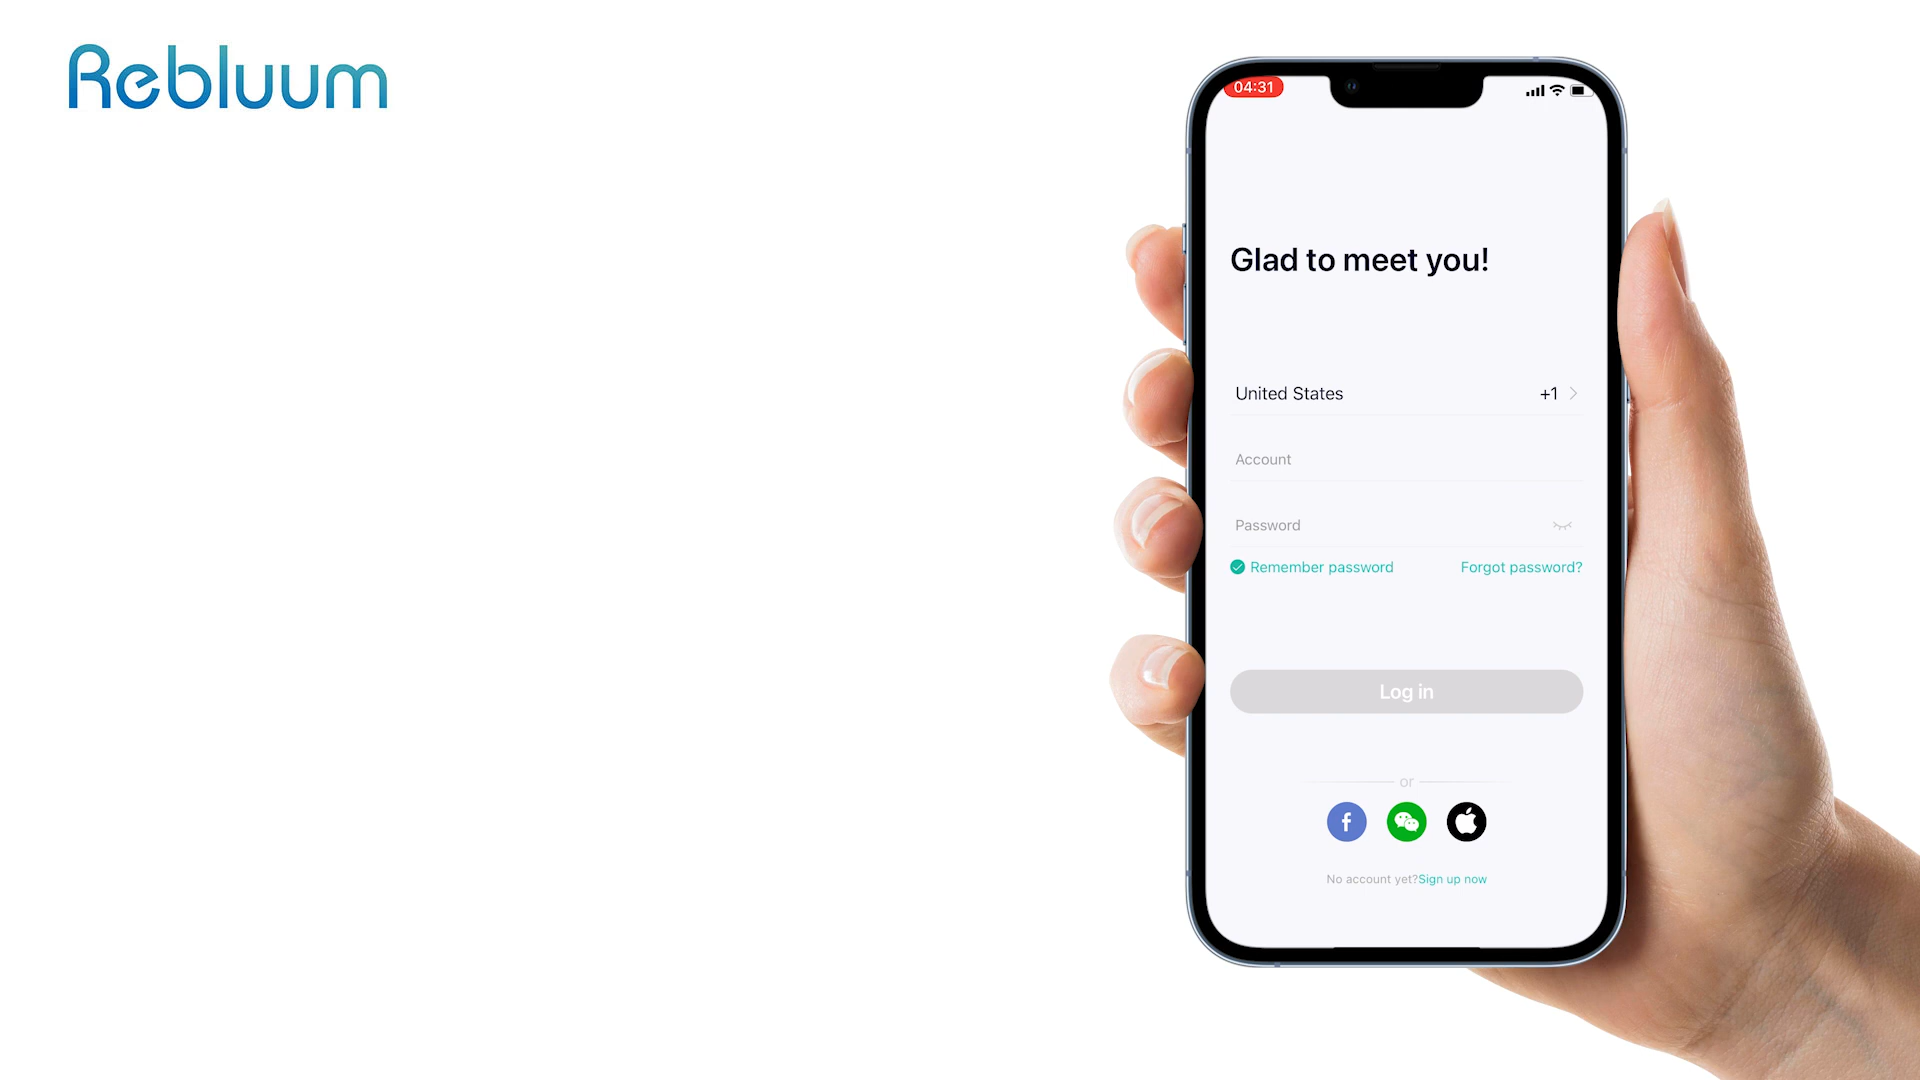 Rebluum
04:31
Glad to meet you!
United States +1
Account
Password
Remember password Forgot password?
Log in
or
No account yet?Sign up now